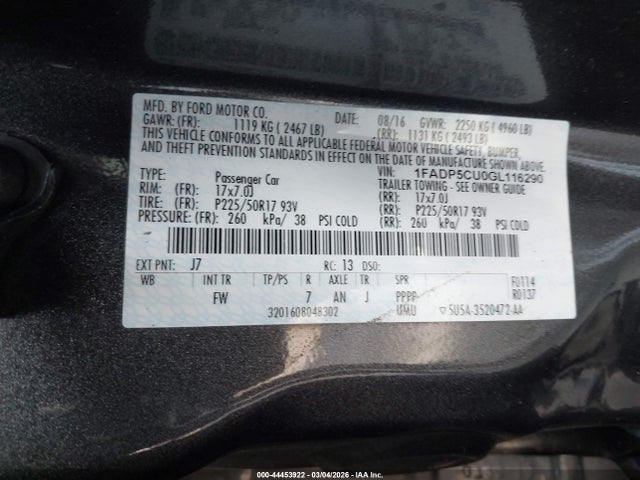 MFD. BY FORD MOTOR CO. DATE: 08/16 GVWR: 2250 KG ( 4960 LB)
GAWR: (FR): 1119 KG ( 2467 LB) (RR): 1131 KG ( 2493 LB)
THIS VEHICLE CONFORMS TO ALL APPLICABLE FEDERAL MOTOR VEHICLE SAFETY, BUMPER,
AND THEFT PREVENTION STANDARDS IN EFFECT ON THE DATE OF MANUFACTURE SHOWN ABOVE.
VIN: 1FADP5CU0GL116290
TYPE: Passenger Car TRAILER TOWING - SEE OWNER GUIDE
RIM: (FR): 17x7.0J (RR): 17x7.0J
TIRE: (FR): P225/50R17 93V (RR): P225/50R17 93V
PRESSURE: (FR): 260 kPa/ 38 PSI COLD (RR): 260 kPa/ 38 PSI COLD
EXT PNT: J7 RC: 13 DSO:
WB INT TR TP/PS R AXLE TR SPR F0114
FW 7 AN J PPPP R0137
3201608048302 UMU ▽ 5U5A-3520472-AA
000-44453922 - 03/04/2026 - IAA Inc.